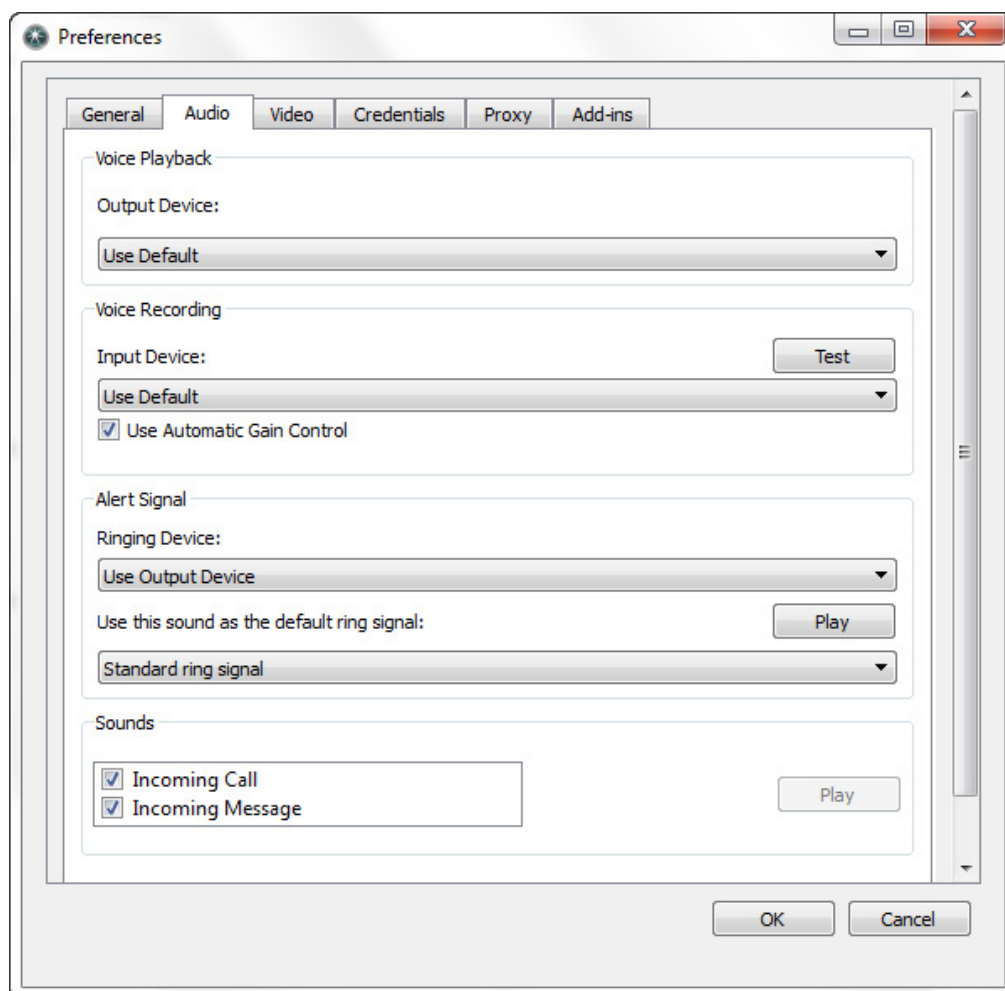 Preferences
General Audio Video Credentials Proxy Add-ins
Voice Playback
Output Device:
Use Default
Voice Recording
Input Device: Test
Use Default
Use Automatic Gain Control
Alert Signal
Ringing Device:
Use Output Device
Use this sound as the default ring signal: Play
Standard ring signal
Sounds
Incoming Call
Incoming Message
Play
OK Cancel